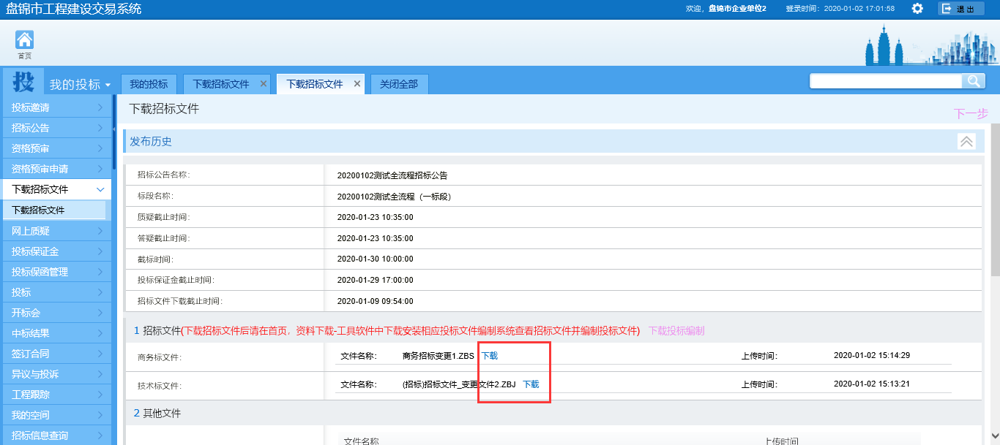 盘锦市工程建设交易系统
欢迎, 盘锦市企业单位2 登录时间: 2020-01-02 17:01:58 退 出
首页
投 我的投标 我的投标 下载招标文件 下载招标文件 关闭全部
投标邀请
招标公告
资格预审
资格预审申请
下载招标文件
下载招标文件
网上质疑
投标保证金
投标保函管理
投标
开标会
中标结果
签订合同
异议与投诉
工程跟踪
我的空间
招标信息查询
下载招标文件
下一步
发布历史
招标公告名称: 20200102测试全流程招标公告
标段名称: 20200102测试全流程（一标段）
质疑截止时间: 2020-01-23 10:35:00
答疑截止时间: 2020-01-23 10:35:00
截标时间: 2020-01-30 10:00:00
投标保证金截止时间: 2020-01-29 17:00:00
招标文件下载截止时间: 2020-01-09 09:54:00
1 招标文件(下载招标文件后请在首页，资料下载-工具软件中下载安装相应投标文件编制系统查看招标文件并编制投标文件) 下载投标编制
商务标文件: 文件名称: 商务招标变更1.ZBS 下载 上传时间: 2020-01-02 15:14:29
技术标文件: 文件名称: (招标)招标文件_变更文件2.ZBJ 下载 上传时间: 2020-01-02 15:13:21
2 其他文件
文件名称 上传时间